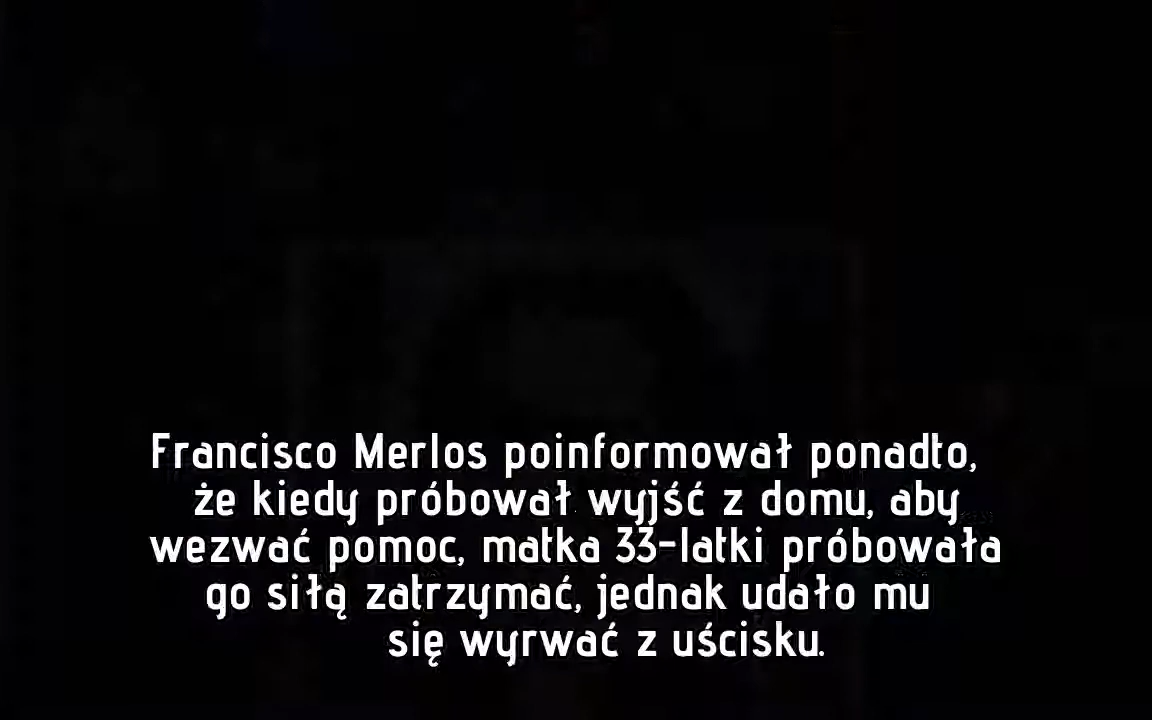 Francisco Merlos poinformował ponadto,
że kiedy próbował wyjść z domu, aby
wezwać pomoc, matka 33-latki próbowała
go siłą zatrzymać, jednak udało mu
się wyrwać z uścisku.